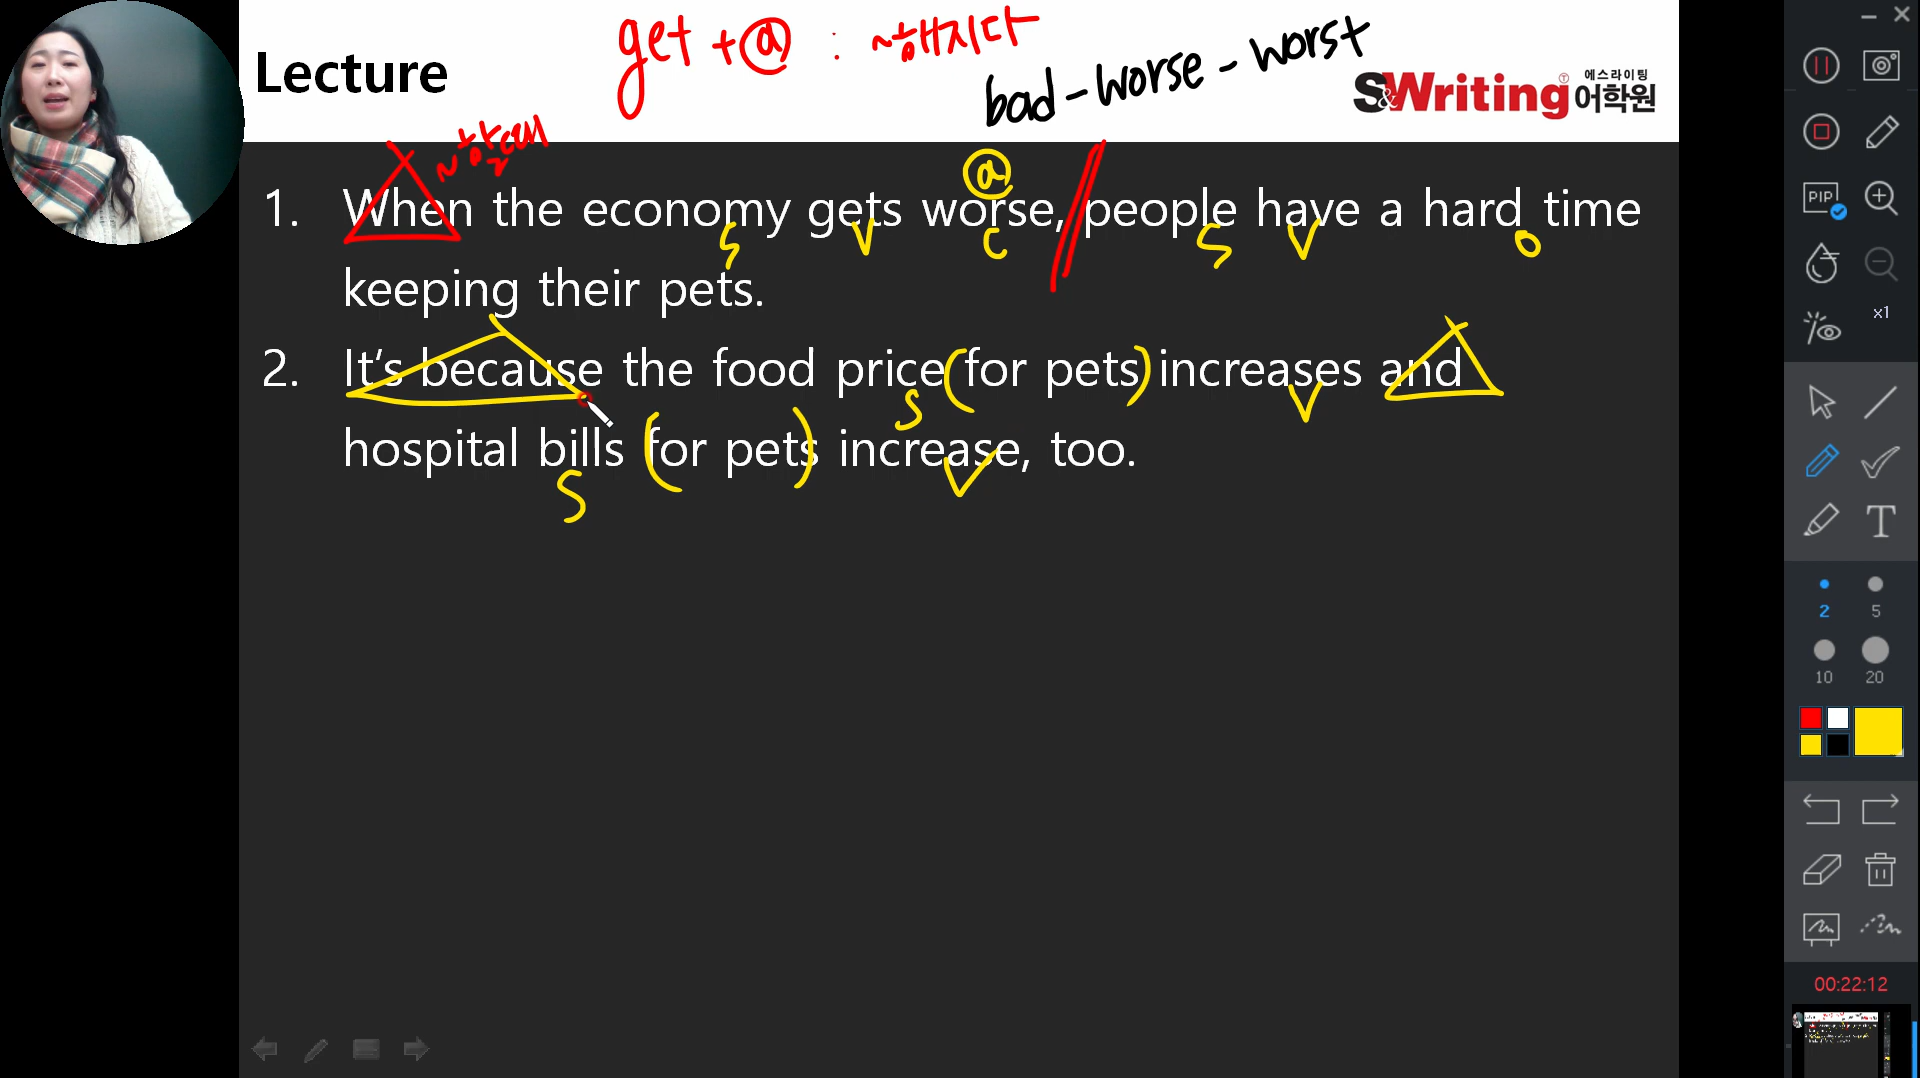 get + ⓐ : ~해지다
bad - worse - worst
Lecture
S&Writing 에스라이팅 어학원
~할 때
ⓐ
1. When the economy gets worse, people have a hard time
S V C S V O
keeping their pets.
2. It's because the food price (for pets) increases and
S V
hospital bills (for pets) increase, too.
S V
PIP
x1
T
2 5
10 20
00:22:12